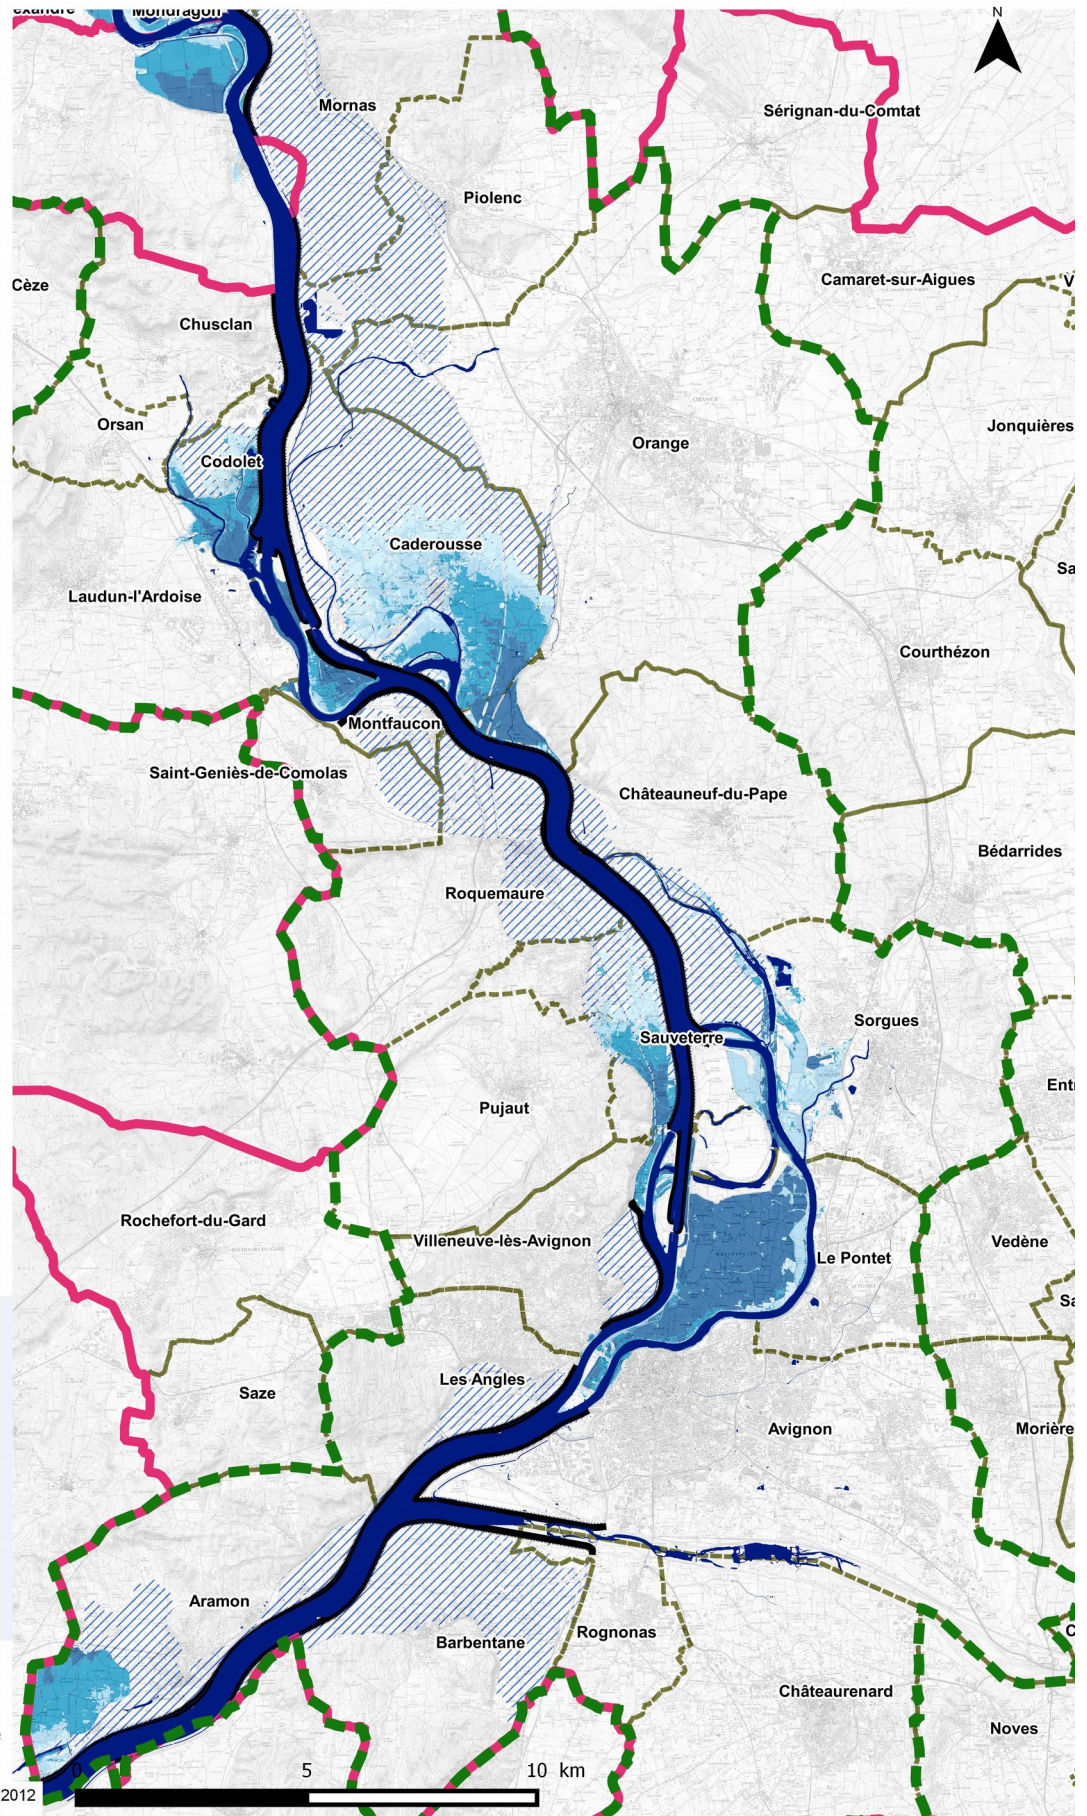 Mondragon
N
Mornas
Sérignan-du-Comtat
Piolenc
Cèze
Camaret-sur-Aigues
Chusclan
Orsan
Jonquières
Orange
Codolet
Caderousse
Laudun-l'Ardoise
Courthézon
Montfaucon
Saint-Geniès-de-Comolas
Châteauneuf-du-Pape
Bédarrides
Roquemaure
Sorgues
Sauveterre
Pujaut
Rochefort-du-Gard
Villeneuve-lès-Avignon
Vedène
Le Pontet
Les Angles
Saze
Avignon
Aramon
Rognonas
Barbentane
Châteaurenard
Noves
0 5 10 km
2012